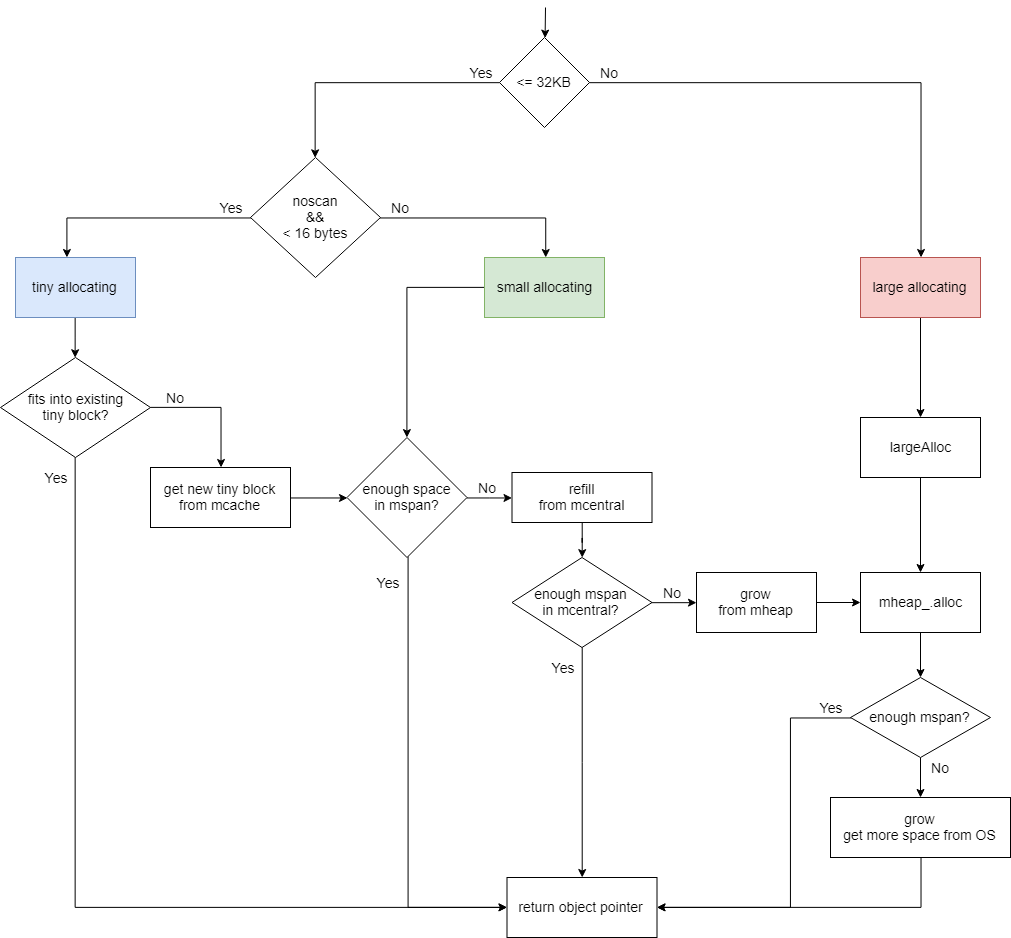 Yes
<= 32KB
No
Yes
noscan
&&
< 16 bytes
No
tiny allocating
small allocating
large allocating
fits into existing
tiny block?
No
Yes
get new tiny block
from mcache
enough space
in mspan?
No
Yes
refill
from mcentral
largeAlloc
enough mspan
in mcentral?
No
Yes
grow
from mheap
mheap_.alloc
Yes
enough mspan?
No
grow
get more space from OS
return object pointer